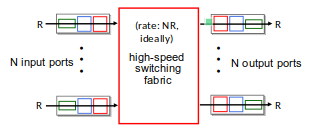 R
(rate: NR,
ideally)
R
high-speed
switching
fabric
N input ports
N output ports
R
R